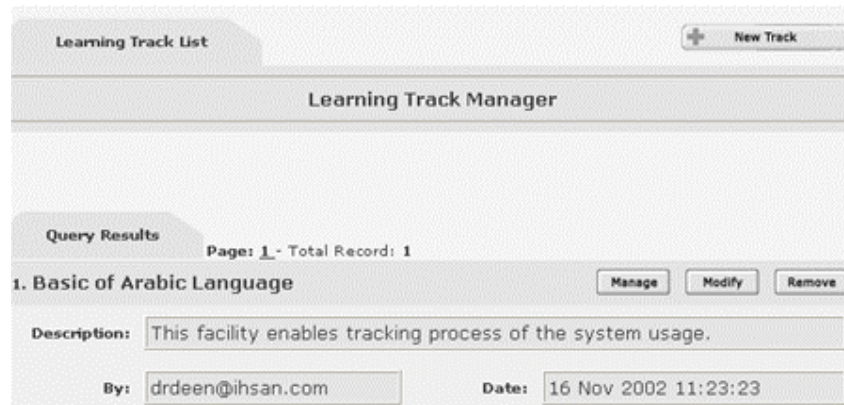 Learning Track List
New Track
Learning Track Manager
Query Results
Page: 1 - Total Record: 1
1. Basic of Arabic Language Manage Modify Remove
Description: This facility enables tracking process of the system usage.
By: drdeen@ihsan.com Date: 16 Nov 2002 11:23:23